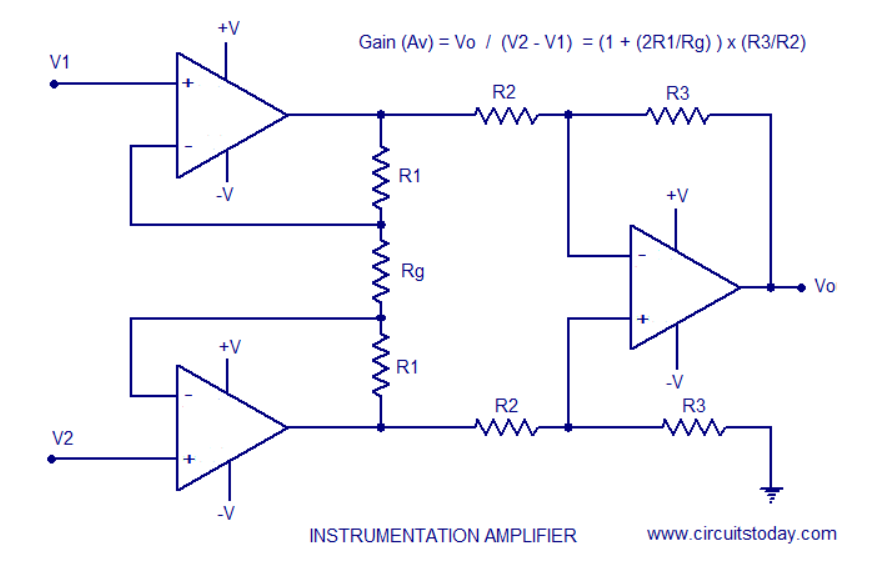 Gain (Av) = Vo / (V2 - V1) = (1 + (2R1/Rg) ) x (R3/R2)
+V
V1
+
-
-V
R2
R3
R1
Rg
R1
+V
-
+
-V
Vo
+V
-
+
-V
V2
R2
R3
INSTRUMENTATION AMPLIFIER
www.circuitstoday.com